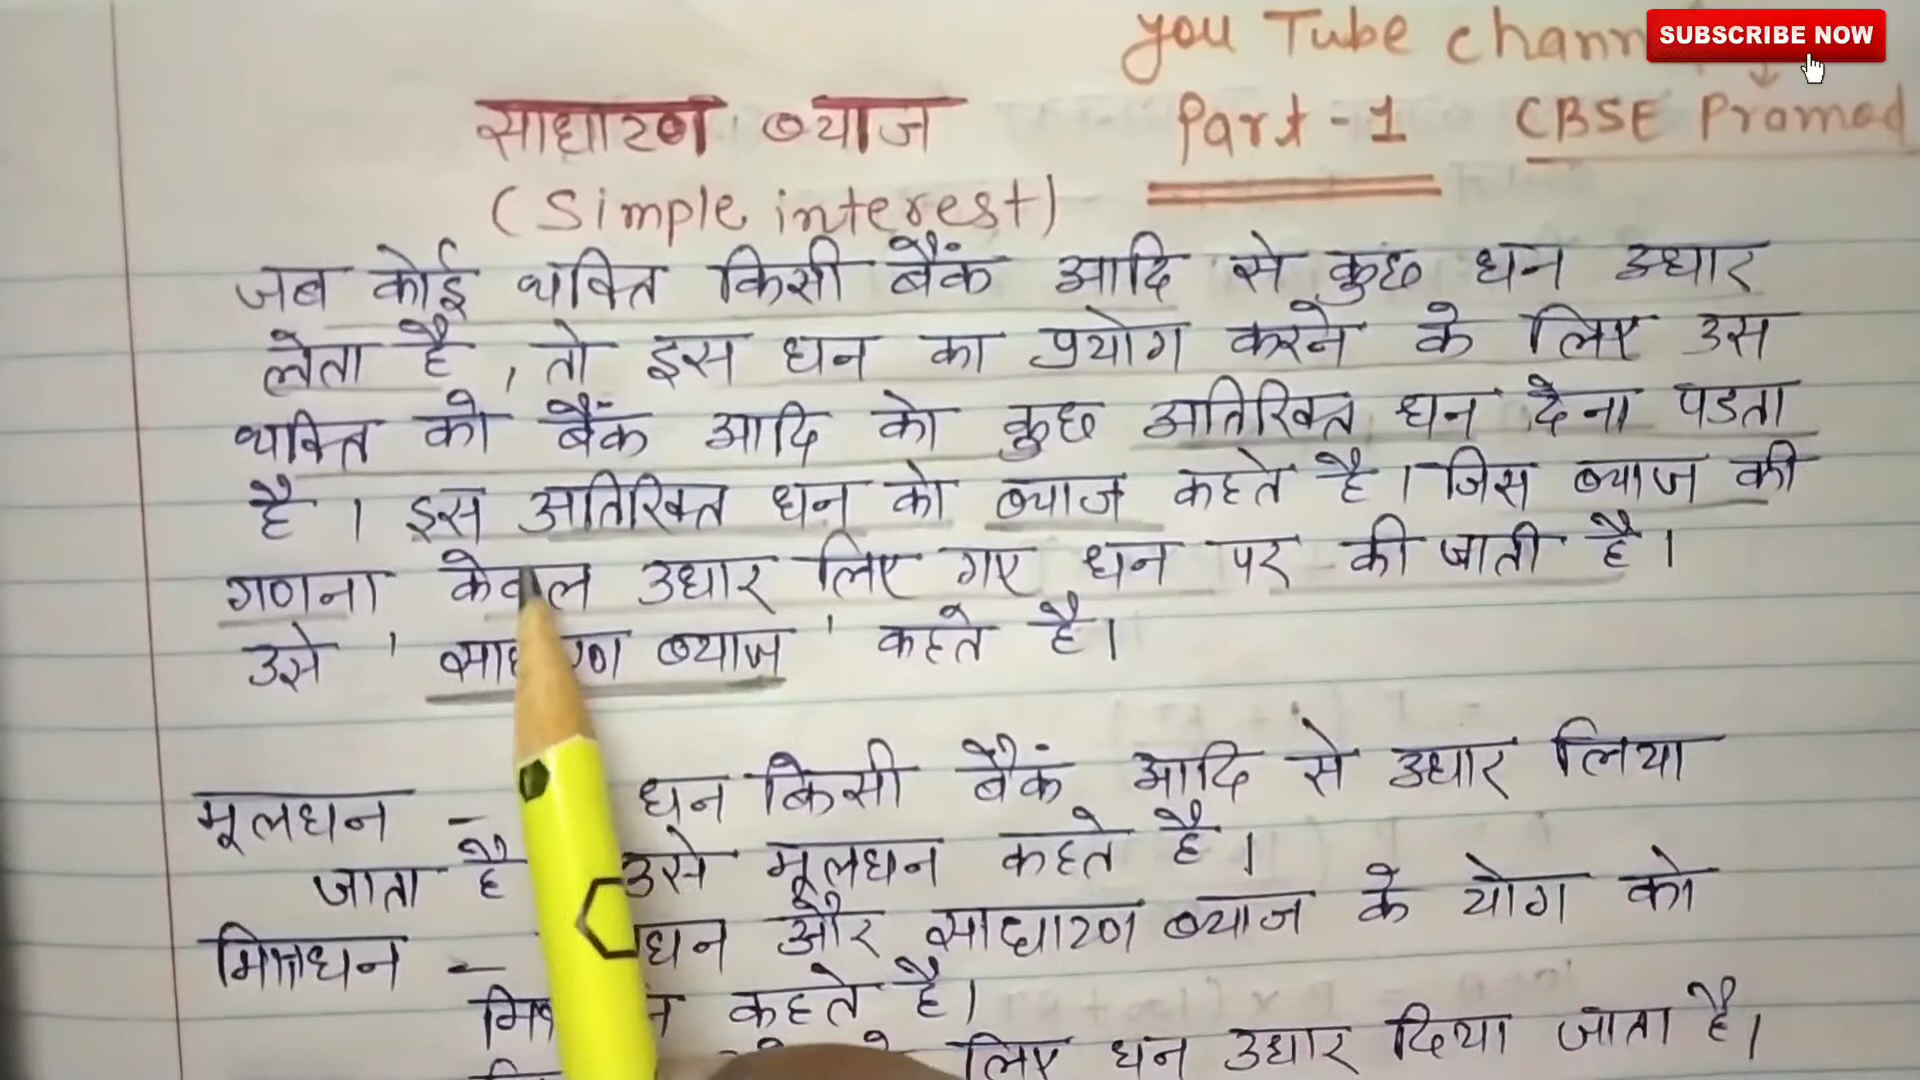 you Tube chann
SUBSCRIBE NOW
साधारण ब्याज
Part-1
CBSE Pramod
(Simple interest)
जब कोई व्यक्ति किसी बैंक आदि से कुछ धन उधार
लेता है, तो इस धन का प्रयोग करने के लिए उस
व्यक्ति को बैंक आदि को कुछ अतिरिक्त धन देना पडता
है। इस अतिरिक्त धन को ब्याज कहते है। जिस ब्याज की
गणना केवल उधार लिए गए धन पर की जाती है।
उसे 'साधारण ब्याज' कहते है।
मूलधन - धन किसी बैंक आदि से उधार लिया
जाता है उसे मूलधन कहते है।
मिश्रधन - धन और साधारण ब्याज के योग को
कहते है।
लिए धन उधार दिया जाता है।